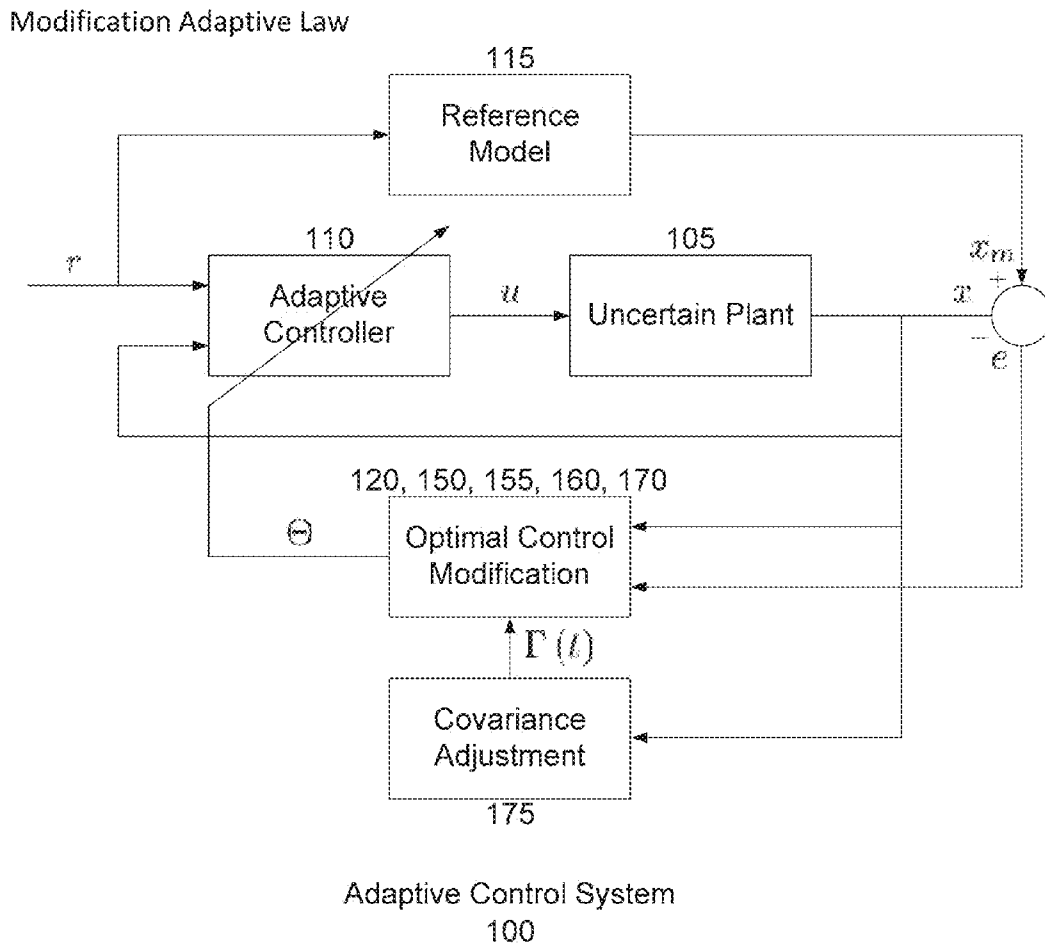 Modification Adaptive Law
115
Reference
Model
110
105
r
Adaptive
Controller
u
Uncertain Plant
x_m
x
+
−
e
120, 150, 155, 160, 170
Θ
Optimal Control
Modification
Γ (t)
Covariance
Adjustment
175
Adaptive Control System
100